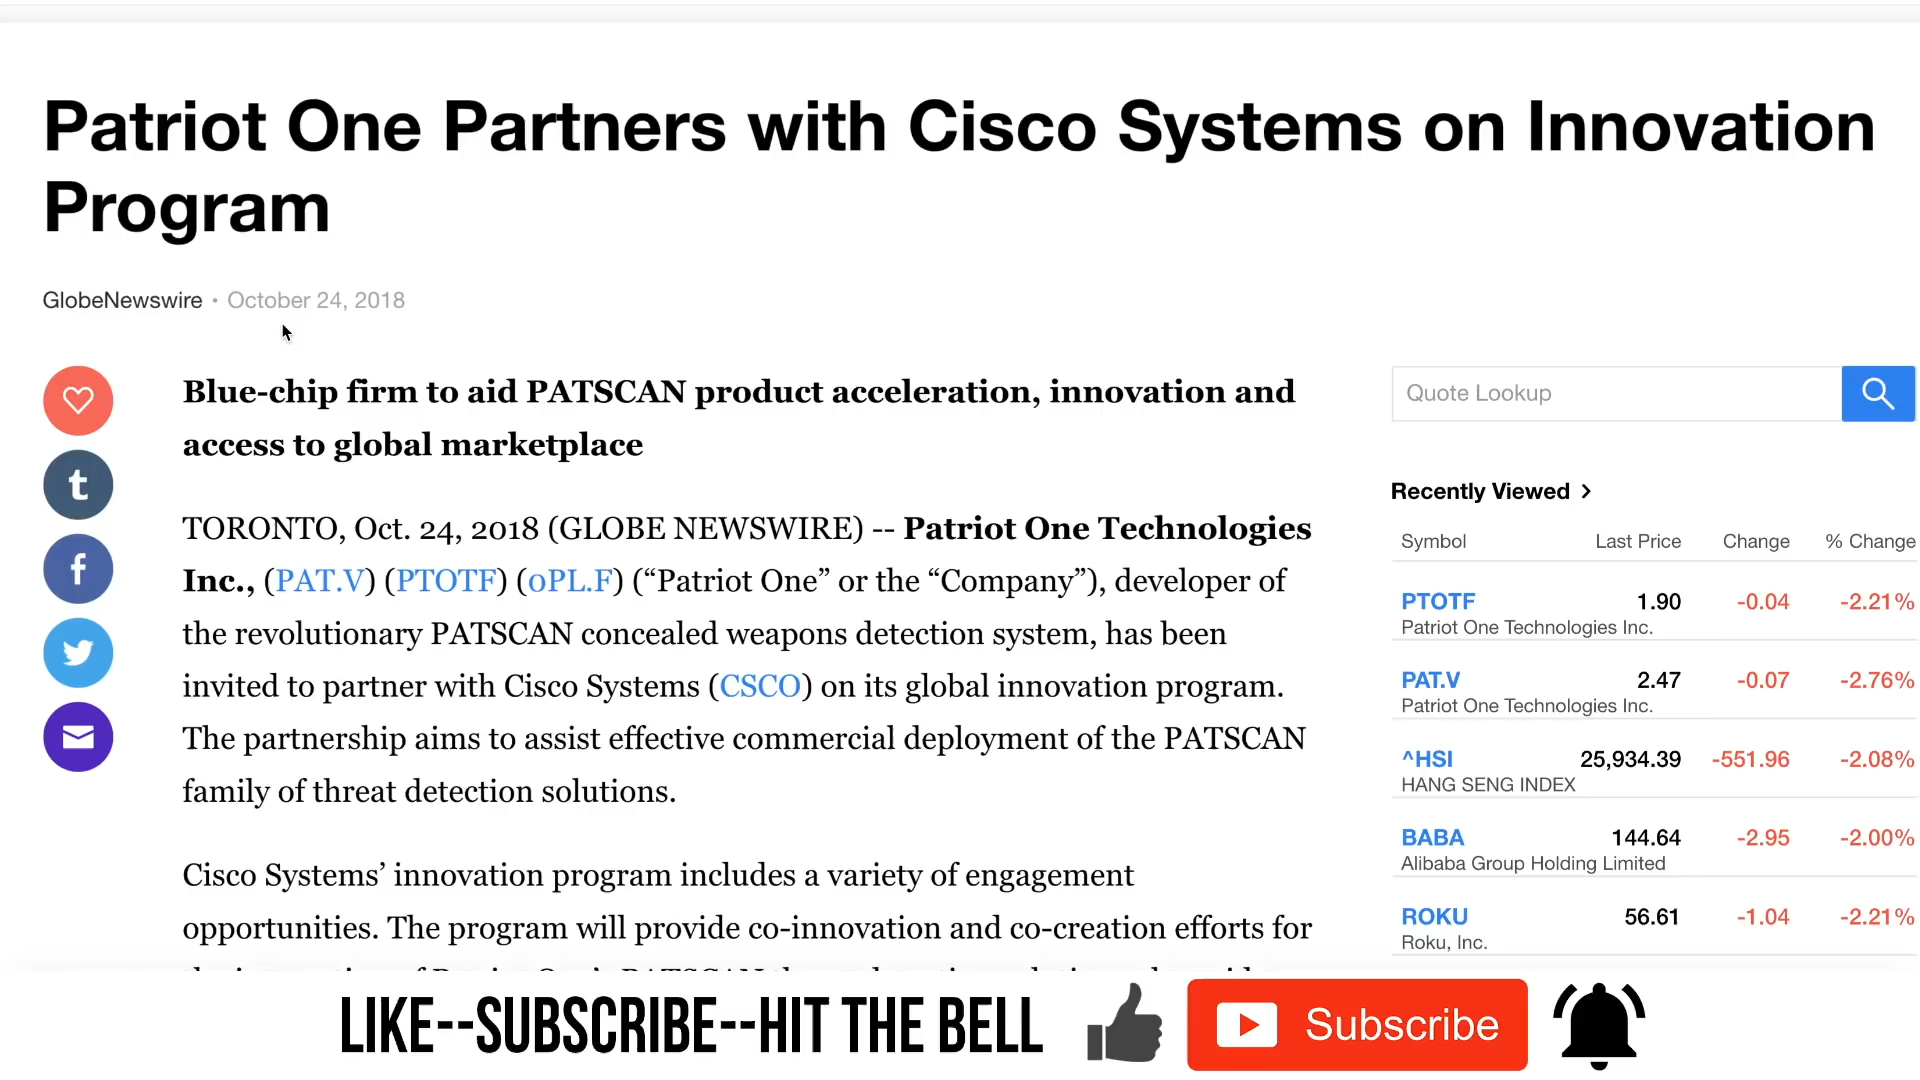 Patriot One Partners with Cisco Systems on Innovation
Program
GlobeNewswire • October 24, 2018
Blue-chip firm to aid PATSCAN product acceleration, innovation and
access to global marketplace
TORONTO, Oct. 24, 2018 (GLOBE NEWSWIRE) -- Patriot One Technologies
Inc., (PAT.V) (PTOTF) (0PL.F) (“Patriot One” or the “Company”), developer of
the revolutionary PATSCAN concealed weapons detection system, has been
invited to partner with Cisco Systems (CSCO) on its global innovation program.
The partnership aims to assist effective commercial deployment of the PATSCAN
family of threat detection solutions.
Cisco Systems’ innovation program includes a variety of engagement
opportunities. The program will provide co-innovation and co-creation efforts for
Quote Lookup
Recently Viewed >
Symbol Last Price Change % Change
PTOTF 1.90 -0.04 -2.21%
Patriot One Technologies Inc.
PAT.V 2.47 -0.07 -2.76%
Patriot One Technologies Inc.
^HSI 25,934.39 -551.96 -2.08%
HANG SENG INDEX
BABA 144.64 -2.95 -2.00%
Alibaba Group Holding Limited
ROKU 56.61 -1.04 -2.21%
Roku, Inc.
LIKE--SUBSCRIBE--HIT THE BELL
Subscribe